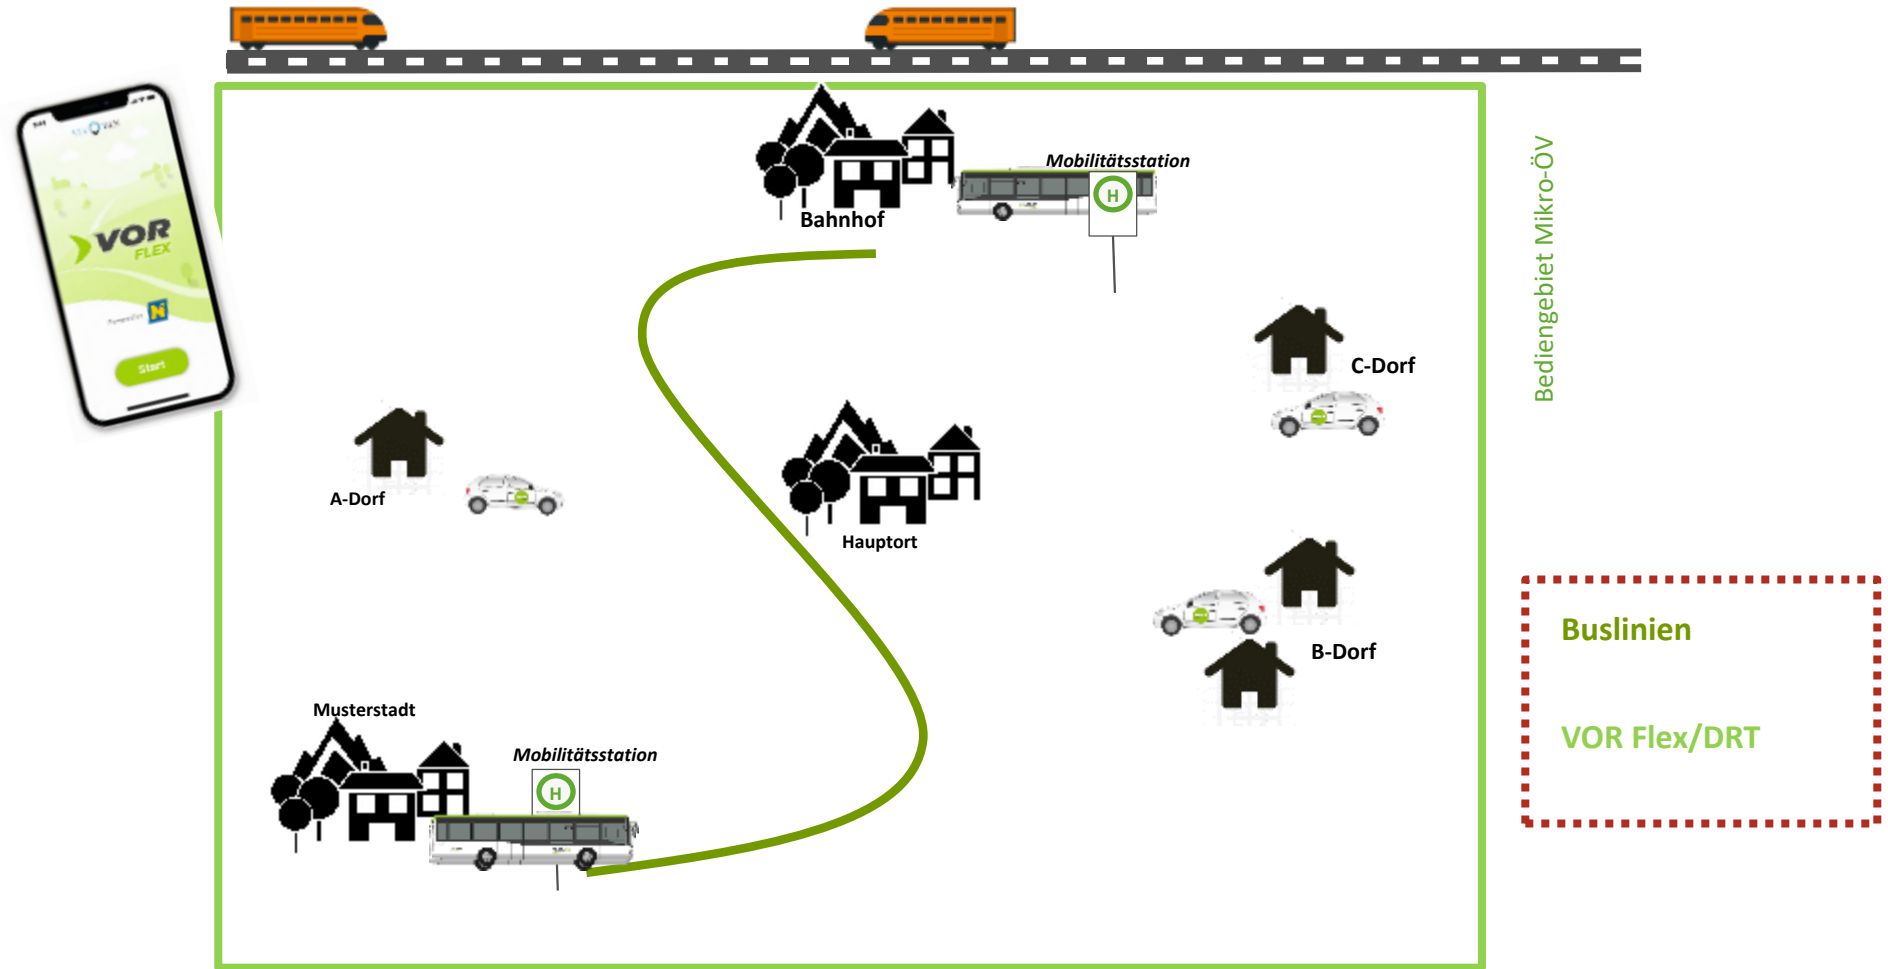 Mobilitätsstation
H
Bahnhof
VOR
FLEX
N
Start
Bediengebiet Mikro-ÖV
C-Dorf
A-Dorf
Hauptort
B-Dorf
Musterstadt
Mobilitätsstation
H
Buslinien
VOR Flex/DRT